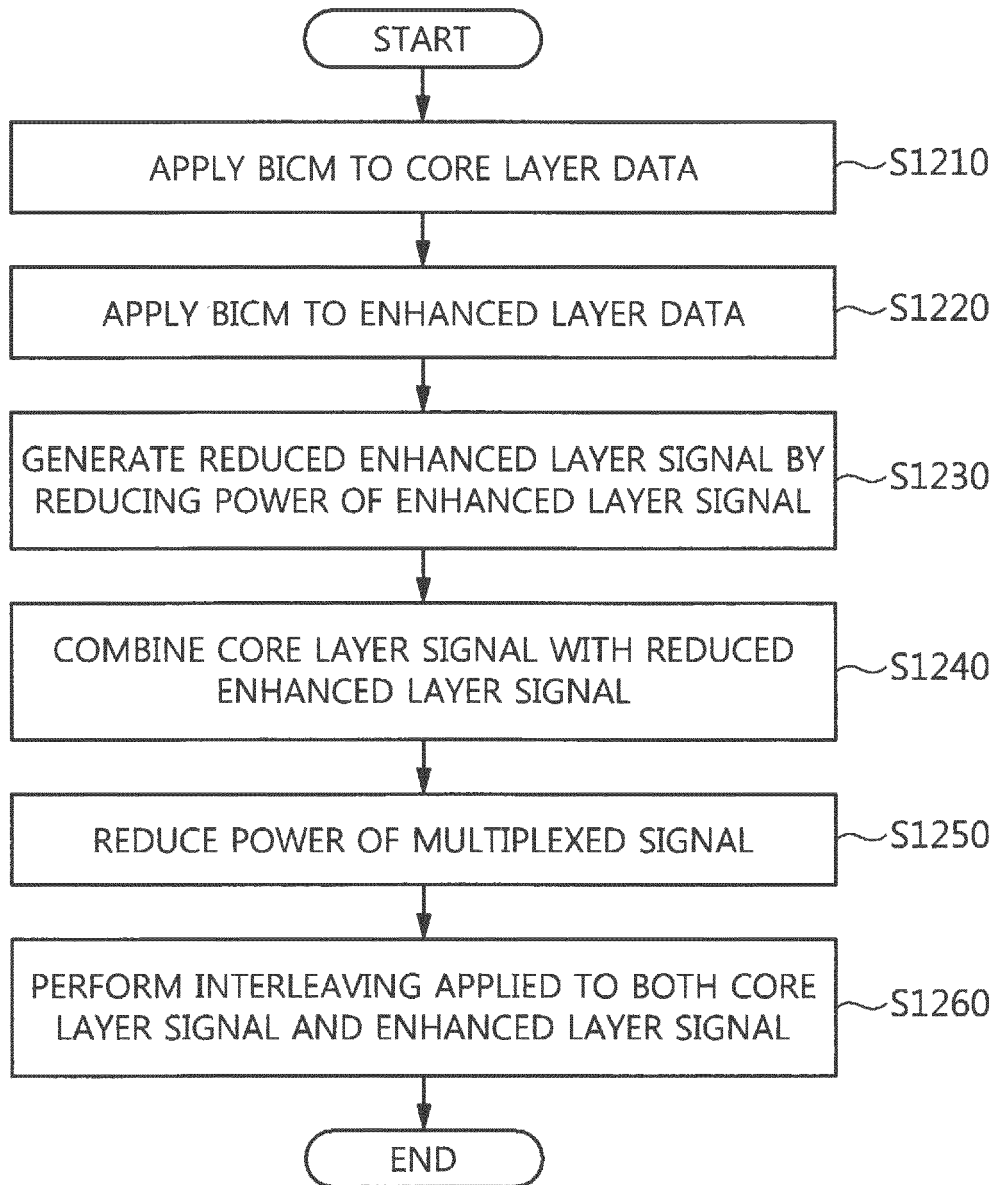 START
APPLY BICM TO CORE LAYER DATA
S1210
APPLY BICM TO ENHANCED LAYER DATA
S1220
GENERATE REDUCED ENHANCED LAYER SIGNAL BY
REDUCING POWER OF ENHANCED LAYER SIGNAL
S1230
COMBINE CORE LAYER SIGNAL WITH REDUCED
ENHANCED LAYER SIGNAL
S1240
REDUCE POWER OF MULTIPLEXED SIGNAL
S1250
PERFORM INTERLEAVING APPLIED TO BOTH CORE
LAYER SIGNAL AND ENHANCED LAYER SIGNAL
S1260
END